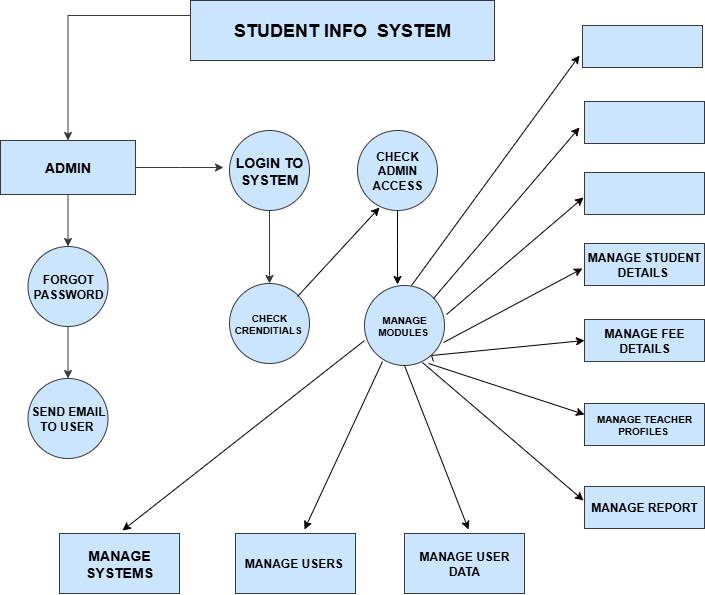 STUDENT INFO SYSTEM
ADMIN
LOGIN TO
SYSTEM
CHECK
ADMIN
ACCESS
FORGOT
PASSWORD
CHECK
CRENDITIALS
MANAGE
MODULES
SEND EMAIL
TO USER
MANAGE STUDENT
DETAILS
MANAGE FEE
DETAILS
MANAGE TEACHER
PROFILES
MANAGE REPORT
MANAGE
SYSTEMS
MANAGE USERS
MANAGE USER
DATA